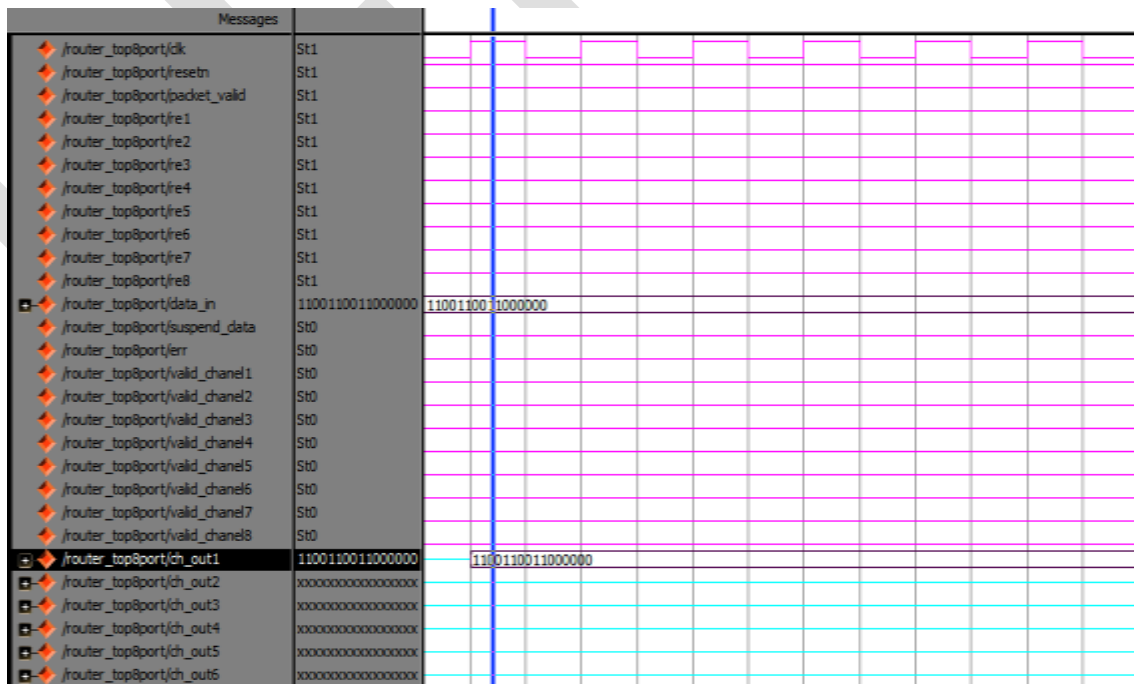 Messages
/router_top8port/clk St1
/router_top8port/resetn St1
/router_top8port/packet_valid St1
/router_top8port/re1 St1
/router_top8port/re2 St1
/router_top8port/re3 St1
/router_top8port/re4 St1
/router_top8port/re5 St1
/router_top8port/re6 St1
/router_top8port/re7 St1
/router_top8port/re8 St1
/router_top8port/data_in 1100110011000000 1100110011000000
/router_top8port/suspend_data St0
/router_top8port/err St0
/router_top8port/valid_chanel1 St0
/router_top8port/valid_chanel2 St0
/router_top8port/valid_chanel3 St0
/router_top8port/valid_chanel4 St0
/router_top8port/valid_chanel5 St0
/router_top8port/valid_chanel6 St0
/router_top8port/valid_chanel7 St0
/router_top8port/valid_chanel8 St0
/router_top8port/ch_out1 1100110011000000 1100110011000000
/router_top8port/ch_out2 xxxxxxxxxxxxxxxx
/router_top8port/ch_out3 xxxxxxxxxxxxxxxx
/router_top8port/ch_out4 xxxxxxxxxxxxxxxx
/router_top8port/ch_out5 xxxxxxxxxxxxxxxx
/router_top8port/ch_out6 xxxxxxxxxxxxxxxx